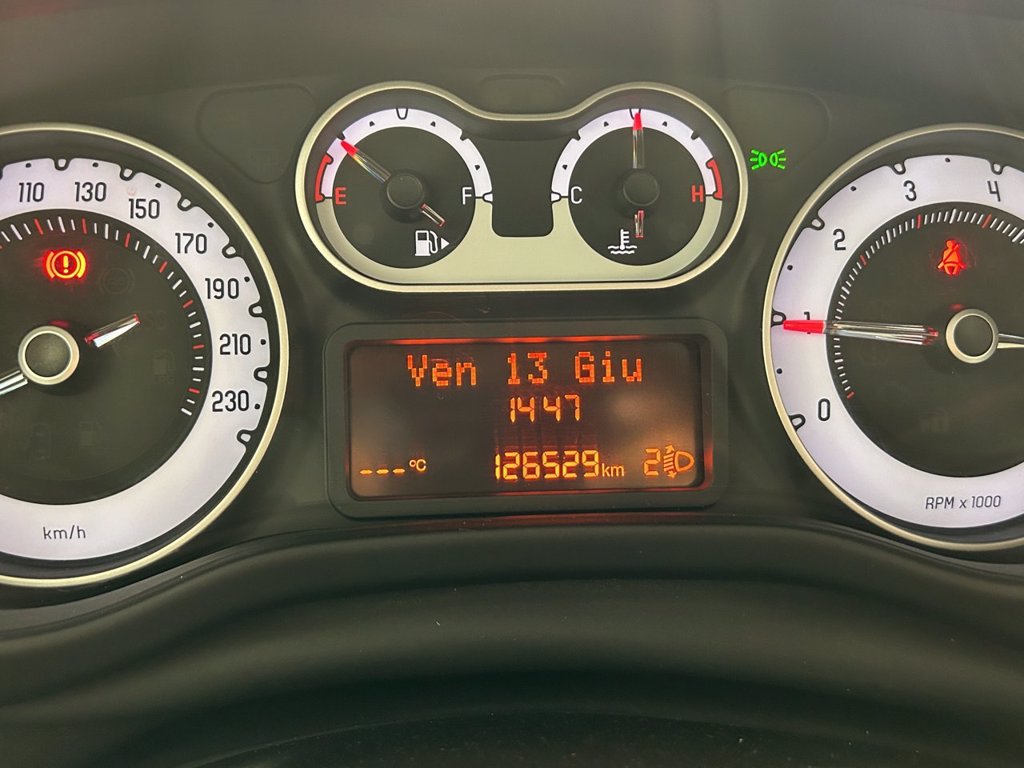 110 130 150 170 190 210 230
km/h
E F
C H
Ven 13 Giu
1447
---°C 126529km 2
0 1 2 3 4
RPM x 1000